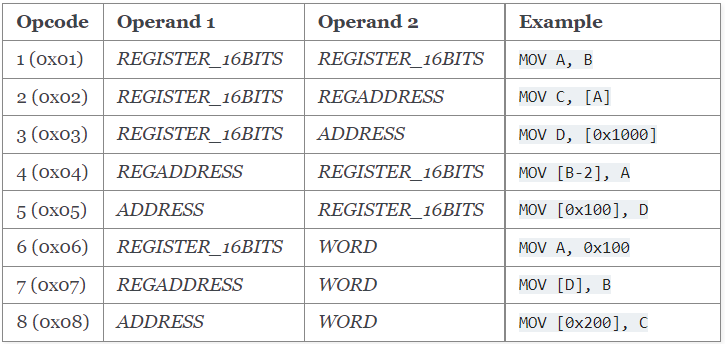 Opcode Operand 1 Operand 2 Example
1 (0x01) REGISTER_16BITS REGISTER_16BITS MOV A, B
2 (0x02) REGISTER_16BITS REGADDRESS MOV C, [A]
3 (0x03) REGISTER_16BITS ADDRESS MOV D, [0x1000]
4 (0x04) REGADDRESS REGISTER_16BITS MOV [B-2], A
5 (0x05) ADDRESS REGISTER_16BITS MOV [0x100], D
6 (0x06) REGISTER_16BITS WORD MOV A, 0x100
7 (0x07) REGADDRESS WORD MOV [D], B
8 (0x08) ADDRESS WORD MOV [0x200], C